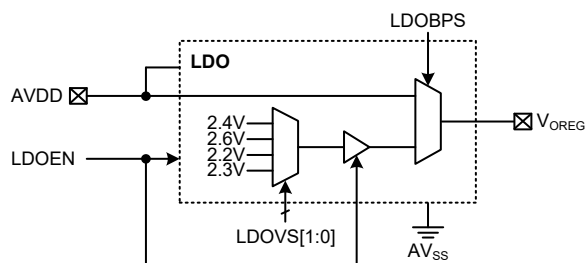 LDOBPS
LDO
AVDD
2.4V
2.6V
2.2V
2.3V
VOREG
LDOEN
LDOVS[1:0]
AVSS